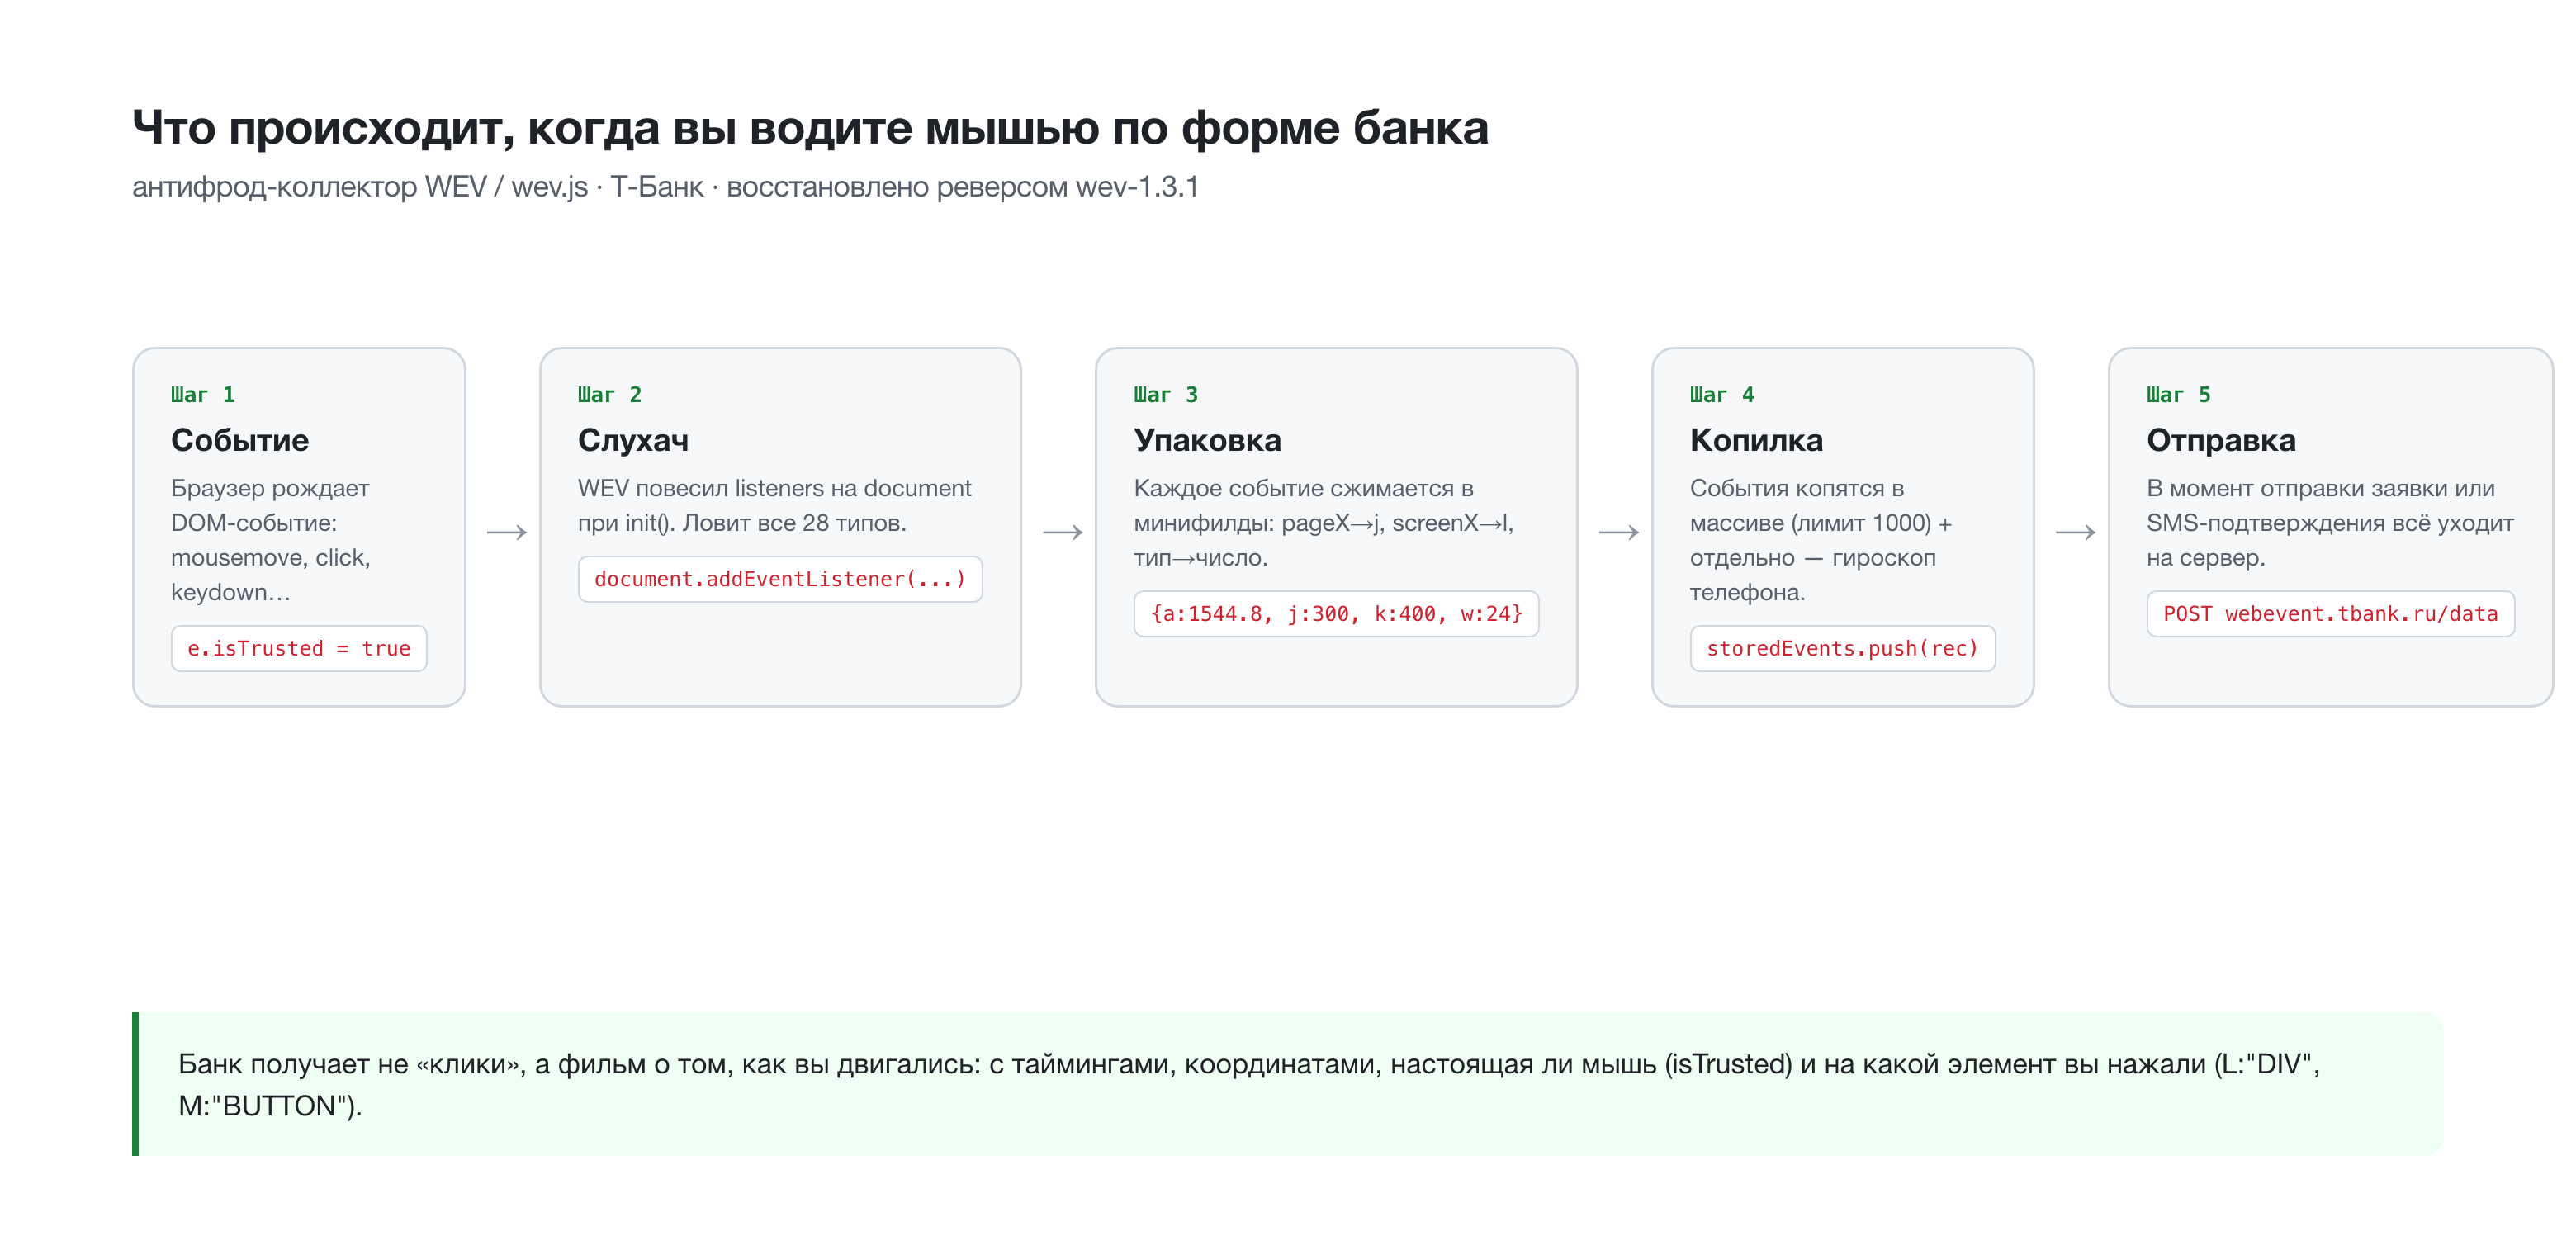 Что происходит, когда вы водите мышью по форме банка
антифрод-коллектор WEV / wev.js · Т-Банк · восстановлено реверсом wev-1.3.1
Шаг 1
Событие
Браузер рождает
DOM-событие:
mousemove, click,
keydown…
e.isTrusted = true
→
Шаг 2
Слухач
WEV повесил listeners на document
при init(). Ловит все 28 типов.
document.addEventListener(...)
→
Шаг 3
Упаковка
Каждое событие сжимается в
минифилды: pageX→j, screenX→l,
тип→число.
{a:1544.8, j:300, k:400, w:24}
→
Шаг 4
Копилка
События копятся в
массиве (лимит 1000) +
отдельно — гироскоп
телефона.
storedEvents.push(rec)
→
Шаг 5
Отправка
В момент отправки заявки или
SMS-подтверждения всё уходит
на сервер.
POST webevent.tbank.ru/data
Банк получает не «клики», а фильм о том, как вы двигались: с таймингами, координатами, настоящая ли мышь (isTrusted) и на какой элемент вы нажали (L:"DIV",
M:"BUTTON").